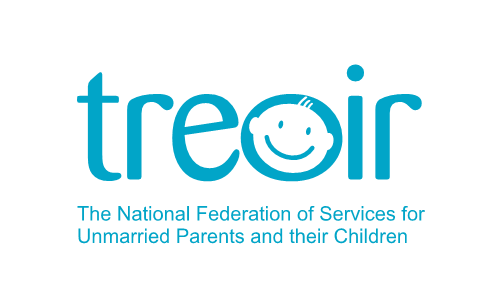 treoir
The National Federation of Services for
Unmarried Parents and their Children